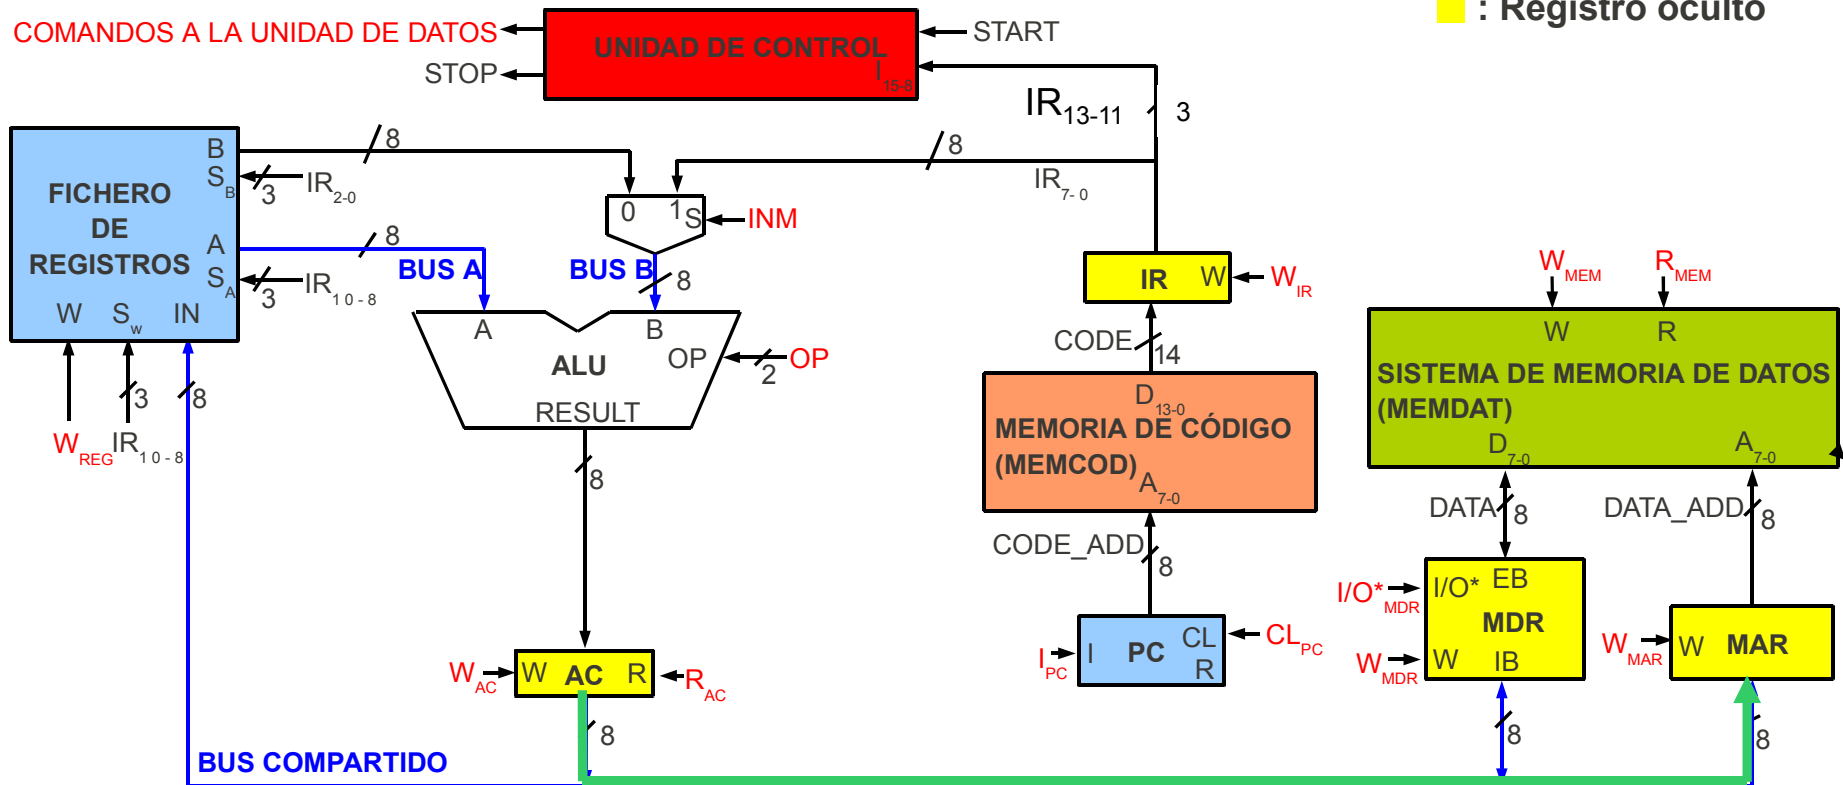 : Registro oculto
COMANDOS A LA UNIDAD DE DATOS
STOP
UNIDAD DE CONTROL
I15-8
START
IR13-11
3
FICHERO
DE
REGISTROS
B
SB
A
SA
W
Sw
IN
8
3
IR2-0
8
3
IR10-8
3
8
WREG
IR10-8
BUS A
BUS B
0
1
S
INM
8
8
IR7-0
A
B
ALU
OP
2
OP
RESULT
8
IR
W
WIR
CODE
14
D13-0
MEMORIA DE CÓDIGO
(MEMCOD)
A7-0
CODE_ADD
8
IPC
I
PC
CL
R
CLPC
WMEM
RMEM
W
R
SISTEMA DE MEMORIA DE DATOS
(MEMDAT)
D7-0
A7-0
DATA
8
DATA_ADD
8
I/O*MDR
I/O*
EB
MDR
WMDR
W
IB
WMAR
W
MAR
8
8
WAC
W
AC
R
RAC
8
BUS COMPARTIDO